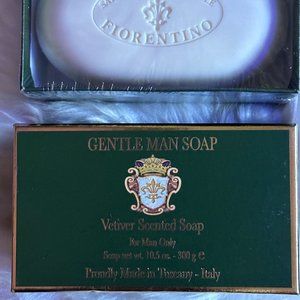 FIORENTINO
GENTLE MAN SOAP
Vetiver Scented Soap
For Man Only
Soap net wt. 10.5 oz. - 300 g e
Proudly Made in Tuscany - Italy